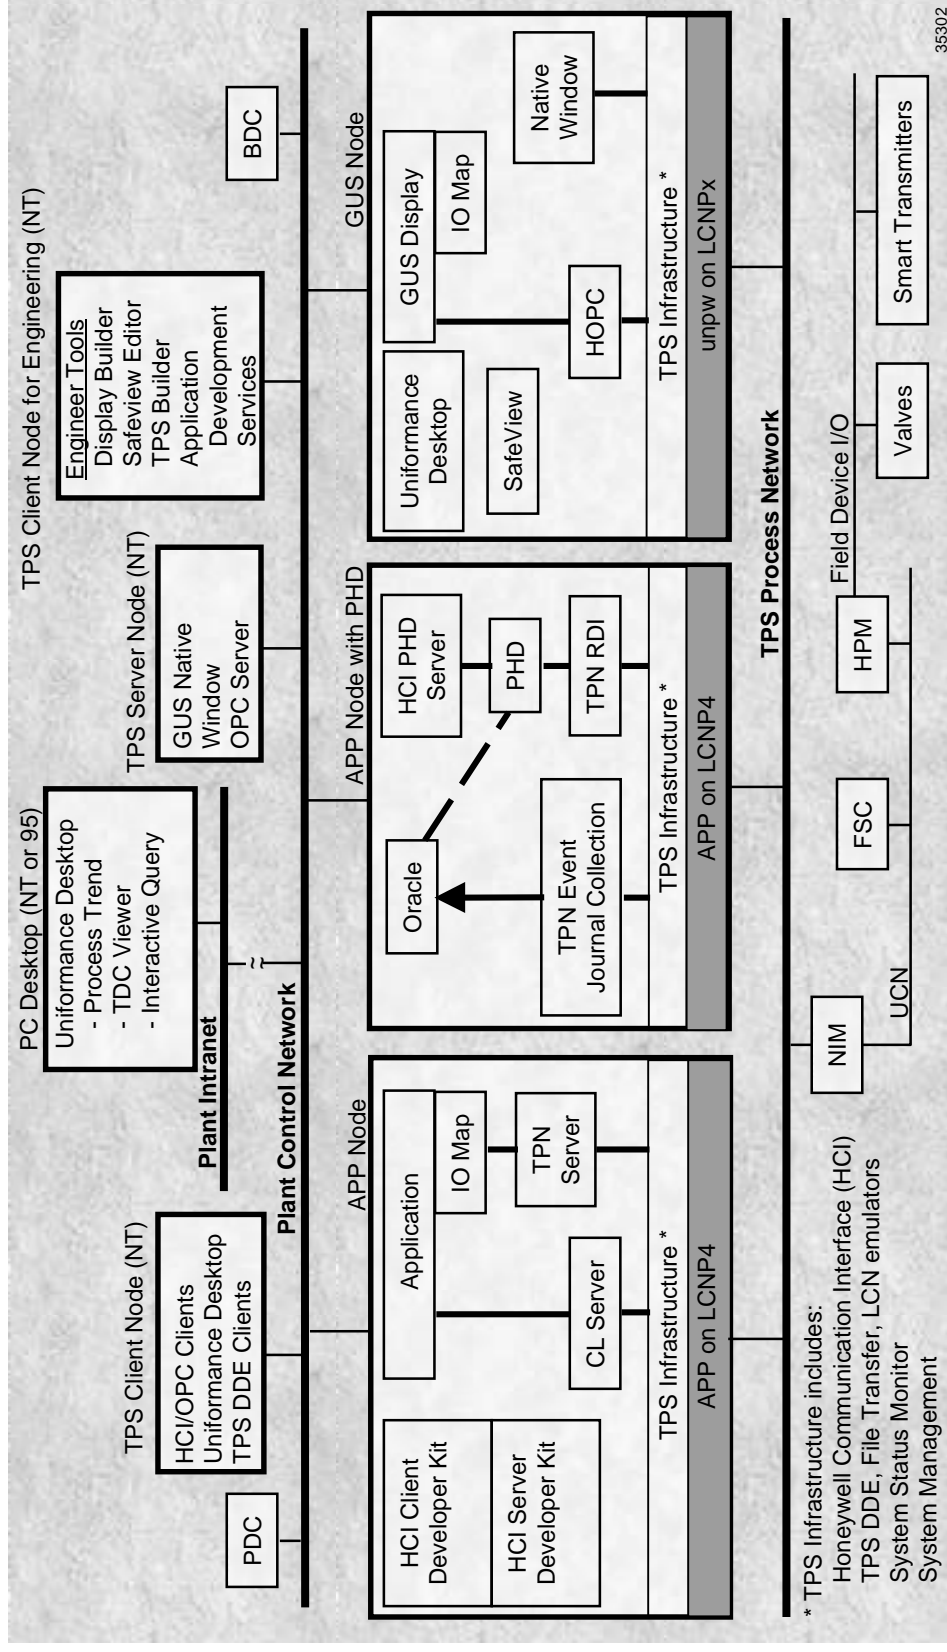 PC Desktop (NT or 95)
Uniformance Desktop
- Process Trend
- TDC Viewer
- Interactive Query
TPS Client Node for Engineering (NT)
TPS Server Node (NT)
TPS Client Node (NT)
PDC
HCI/OPC Clients
Uniformance Desktop
TPS DDE Clients
Plant Intranet
GUS Native
Window
OPC Server
Engineer Tools
Display Builder
Safeview Editor
TPS Builder
Application
Development
Services
BDC
≈
Plant Control Network
APP Node
HCI Client
Developer Kit
HCI Server
Developer Kit
Application
IO Map
CL Server
TPN
Server
TPS Infrastructure *
APP on LCNP4
APP Node with PHD
Oracle
HCI PHD
Server
PHD
TPN Event
Journal Collection
TPN RDI
TPS Infrastructure *
APP on LCNP4
GUS Node
Uniformance
Desktop
GUS Display
IO Map
SafeView
HOPC
Native
Window
TPS Infrastructure *
unpw on LCNPx
TPS Process Network
* TPS Infrastructure includes:
Honeywell Communication Interface (HCI)
TPS DDE, File Transfer, LCN emulators
System Status Monitor
System Management
NIM
UCN
FSC
HPM
Field Device I/O
Valves
Smart Transmitters
35302